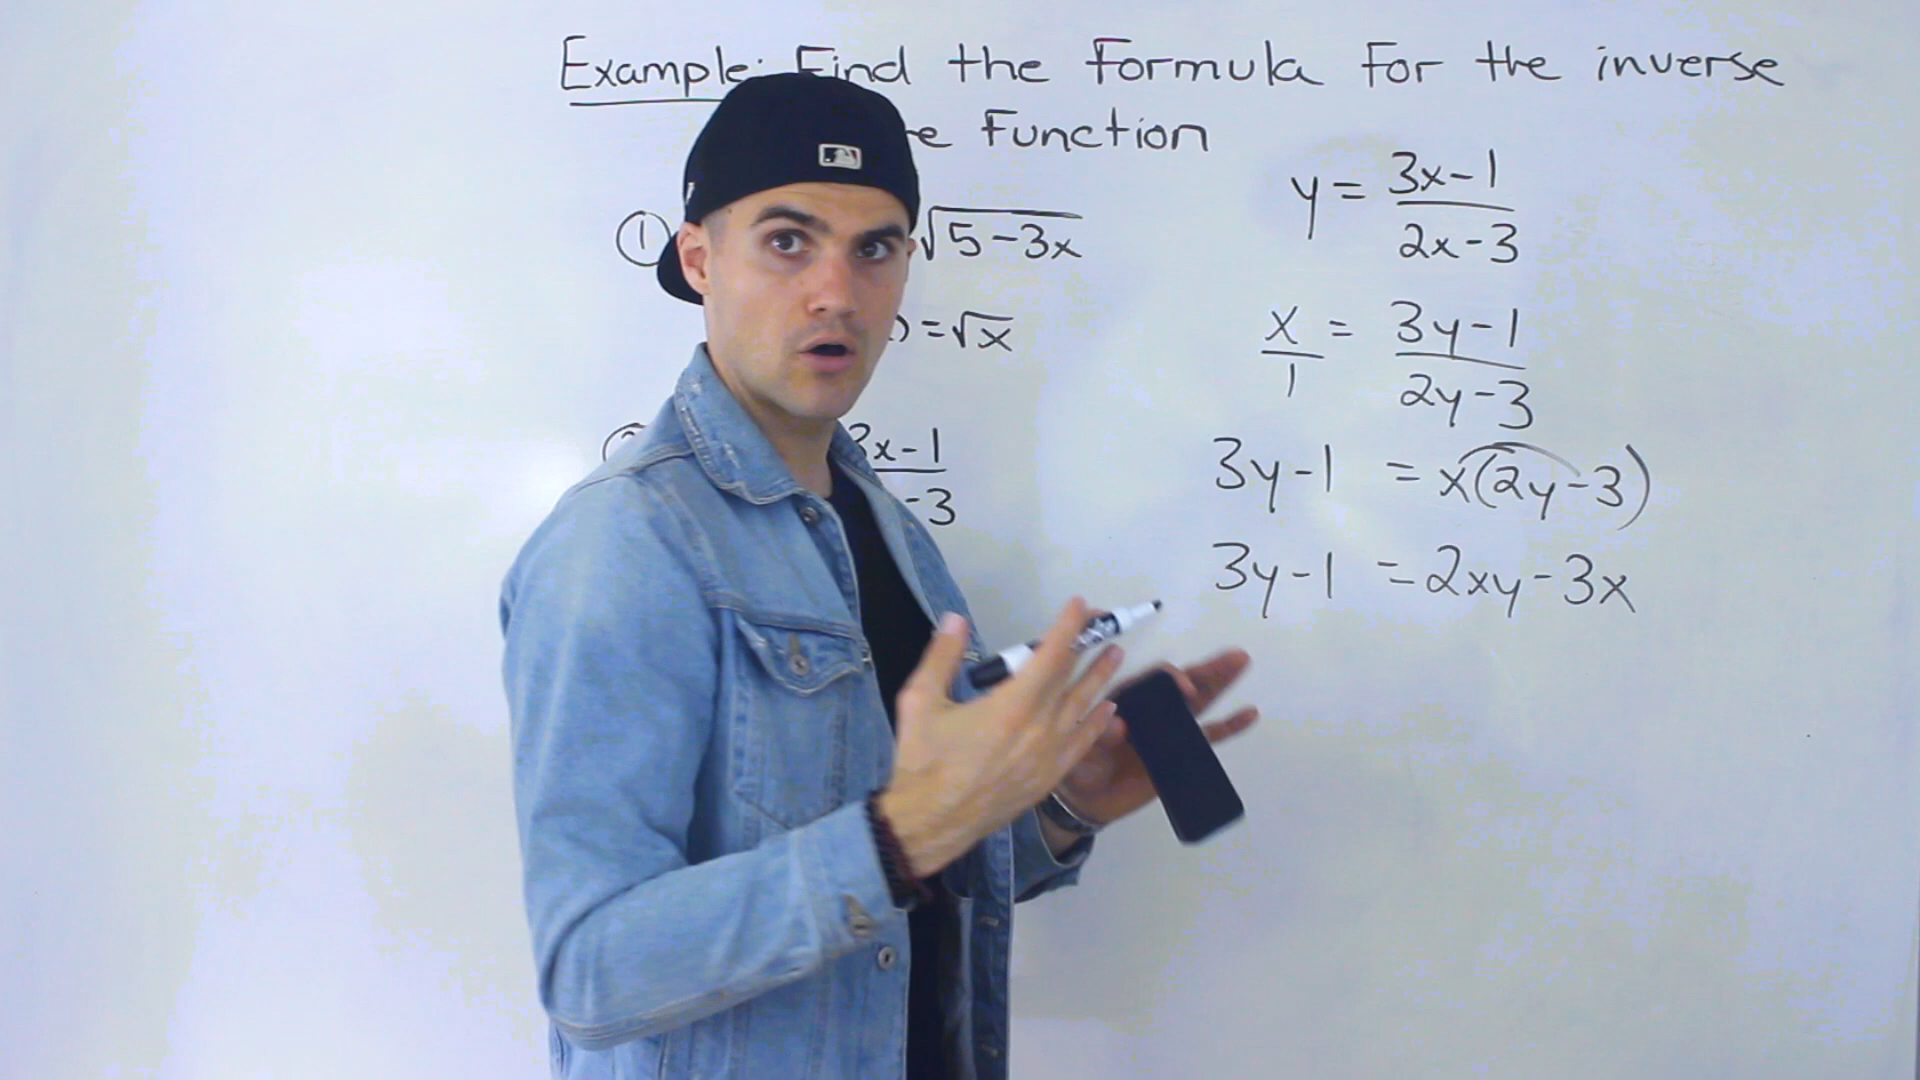 Example: Find the formula for the inverse
function
① √5-3x
= √x
3x-1
-3
y = 3x-1
2x-3
x = 3y-1
1 2y-3
3y-1 = x(2y-3)
3y-1 = 2xy-3x